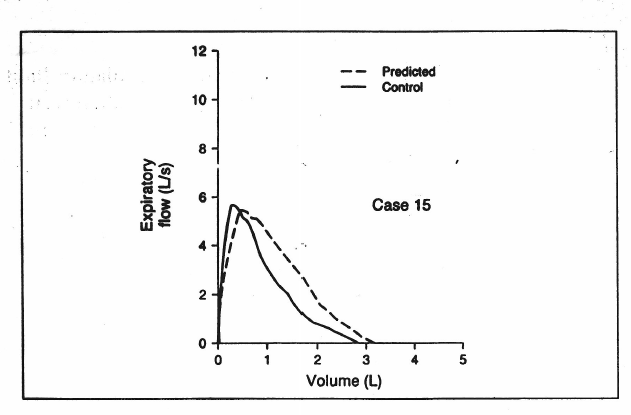 12
10
8
6
4
2
0
Expiratory
flow (L/s)
Predicted
Control
Case 15
0 1 2 3 4 5
Volume (L)